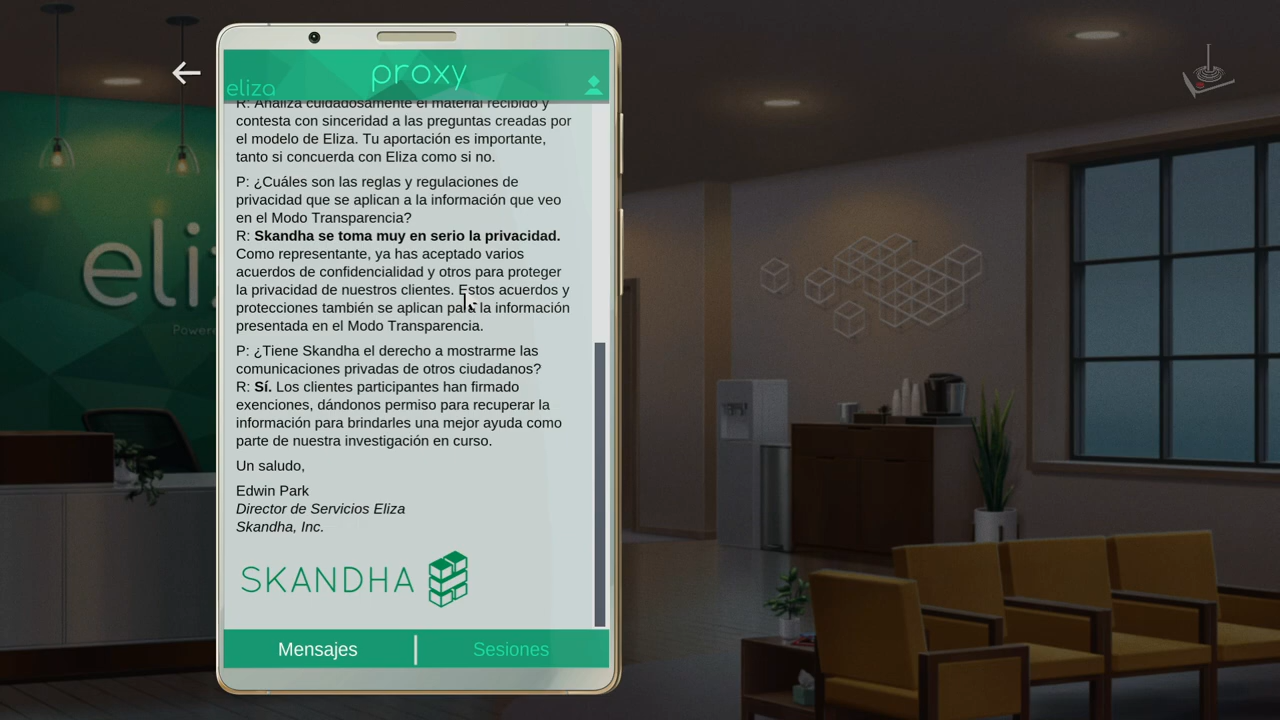 proxy
eliza
R: Analiza cuidadosamente el material recibido y
contesta con sinceridad a las preguntas creadas por
el modelo de Eliza. Tu aportación es importante,
tanto si concuerda con Eliza como si no.
P: ¿Cuáles son las reglas y regulaciones de
privacidad que se aplican a la información que veo
en el Modo Transparencia?
R: Skandha se toma muy en serio la privacidad.
Como representante, ya has aceptado varios
acuerdos de confidencialidad y otros para proteger
la privacidad de nuestros clientes. Estos acuerdos y
protecciones también se aplican para la información
presentada en el Modo Transparencia.
P: ¿Tiene Skandha el derecho a mostrarme las
comunicaciones privadas de otros ciudadanos?
R: Sí. Los clientes participantes han firmado
exenciones, dándonos permiso para recuperar la
información para brindarles una mejor ayuda como
parte de nuestra investigación en curso.
Un saludo,
Edwin Park
Director de Servicios Eliza
Skandha, Inc.
SKANDHA
Mensajes
Sesiones
eli
Powere